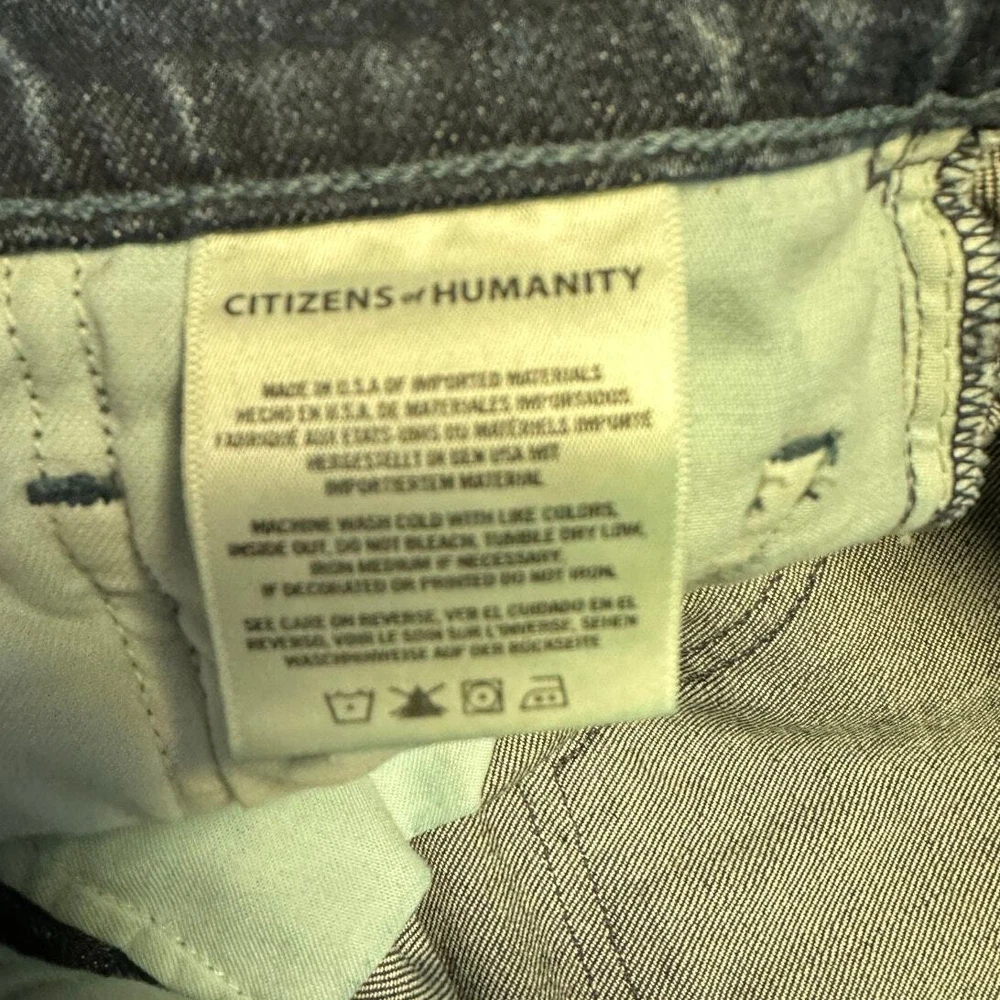 CITIZENS of HUMANITY
MADE IN U.S.A OF IMPORTED MATERIALS
HECHO EN U.S.A. DE MATERIALES IMPORSIDOS
FABRIQUÉ AUX ETATS-UNIS DU MATÉRIELS IMPORTÉ
HERGESTELLT IN DEN USA MIT
IMPORTIERTEM MATERIAL
MACHINE WASH COLD WITH LIKE COLORS,
INSIDE OUT, DO NOT BLEACH, TUMBLE DRY LOW,
IRON MEDIUM IF NECESSARY.
IF DECORATED OR PRINTED DO NOT IRON.
SEE CARE ON REVERSE, VER EL CUIDADO EN EL
REVERSO, VOIR LE SOIN SUR L'INVERSE, SEHEN
WASCHHINWEISE AUF DER RÜCKSEITE